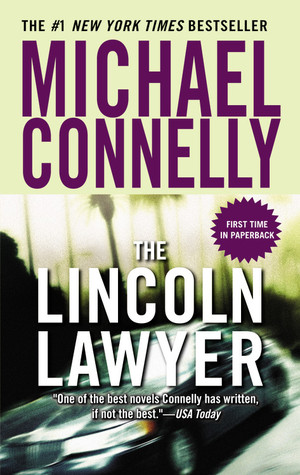 THE #1 NEW YORK TIMES BESTSELLER
MICHAEL
CONNELLY
FIRST TIME
IN PAPERBACK
THE
LINCOLN
LAWYER
"One of the best novels Connelly has written,
if not the best."—USA Today